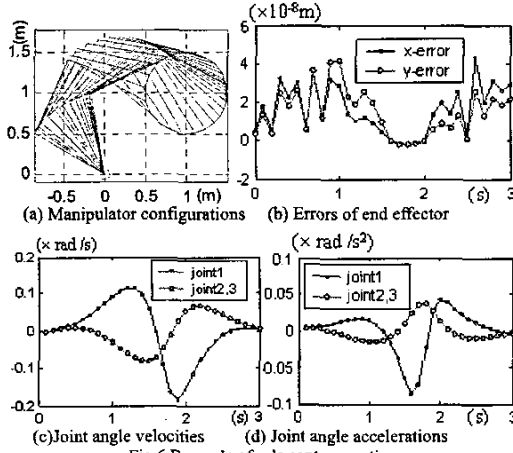 (m)
1.5
1
0.5
0
-0.5 0 0.5 1 (m)
(a) Manipulator configurations
(×10-8m)
6
4
2
0
-2
x-error
y-error
0 1 2 (s) 3
(b) Errors of end effector
(× rad /s)
0.2
0.1
0
-0.1
-0.2
joint1
joint2,3
0 1 2 (s) 3
(c)Joint angle velocities
(× rad /s²)
0.1
0.05
0
-0.05
-0.1
joint1
joint2,3
0 1 2 (s) 3
(d) Joint angle accelerations